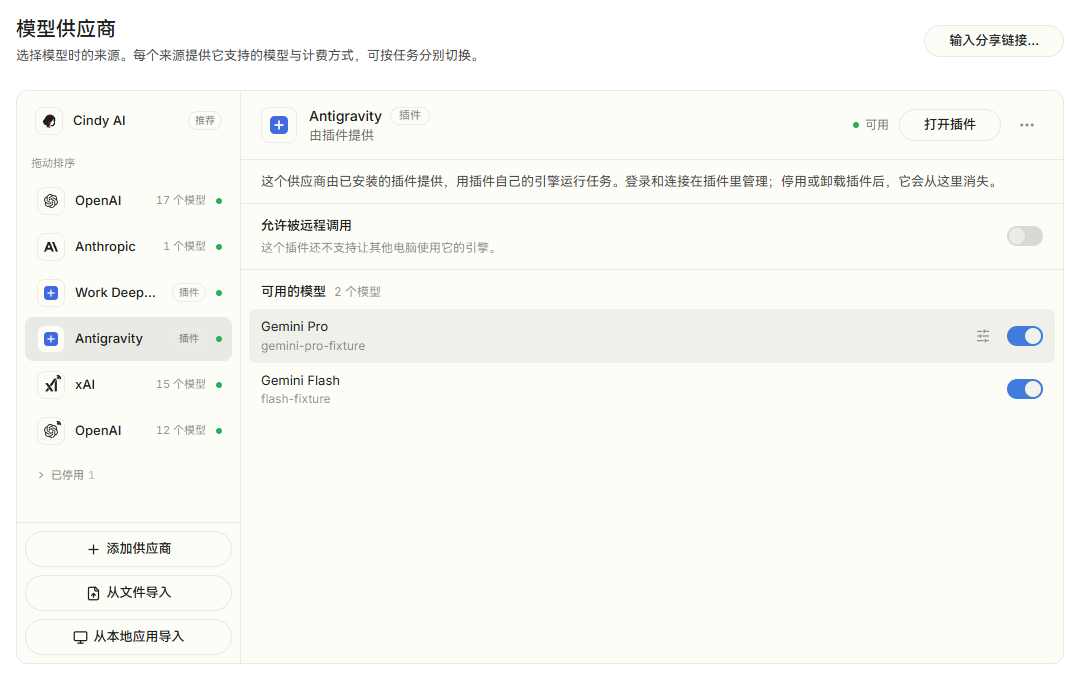 模型供应商
选择模型时的来源。每个来源提供它支持的模型与计费方式，可按任务分别切换。
输入分享链接...
Cindy AI 推荐
拖动排序
OpenAI 17 个模型
Anthropic 1 个模型
Work Deep... 插件
Antigravity 插件
xAI 15 个模型
OpenAI 12 个模型
已停用 1
添加供应商
从文件导入
从本地应用导入
Antigravity 插件
由插件提供
可用 打开插件
这个供应商由已安装的插件提供，用插件自己的引擎运行任务。登录和连接在插件里管理；停用或卸载插件后，它会从这里消失。
允许被远程调用
这个插件还不支持让其他电脑使用它的引擎。
可用的模型 2 个模型
Gemini Pro
gemini-pro-fixture
Gemini Flash
flash-fixture